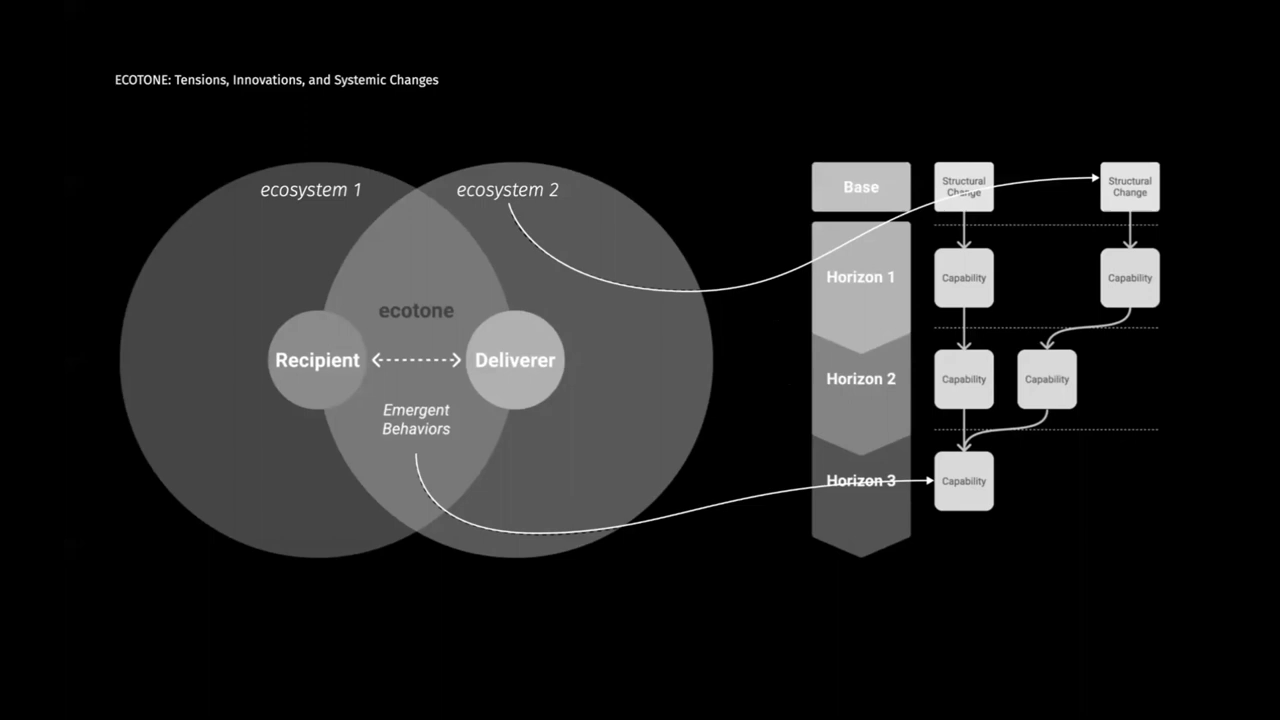 ECOTONE: Tensions, Innovations, and Systemic Changes
ecosystem 1
ecosystem 2
ecotone
Recipient
Deliverer
Emergent
Behaviors
Base
Structural
Change
Structural
Change
Horizon 1
Capability
Capability
Horizon 2
Capability
Capability
Horizon 3
Capability